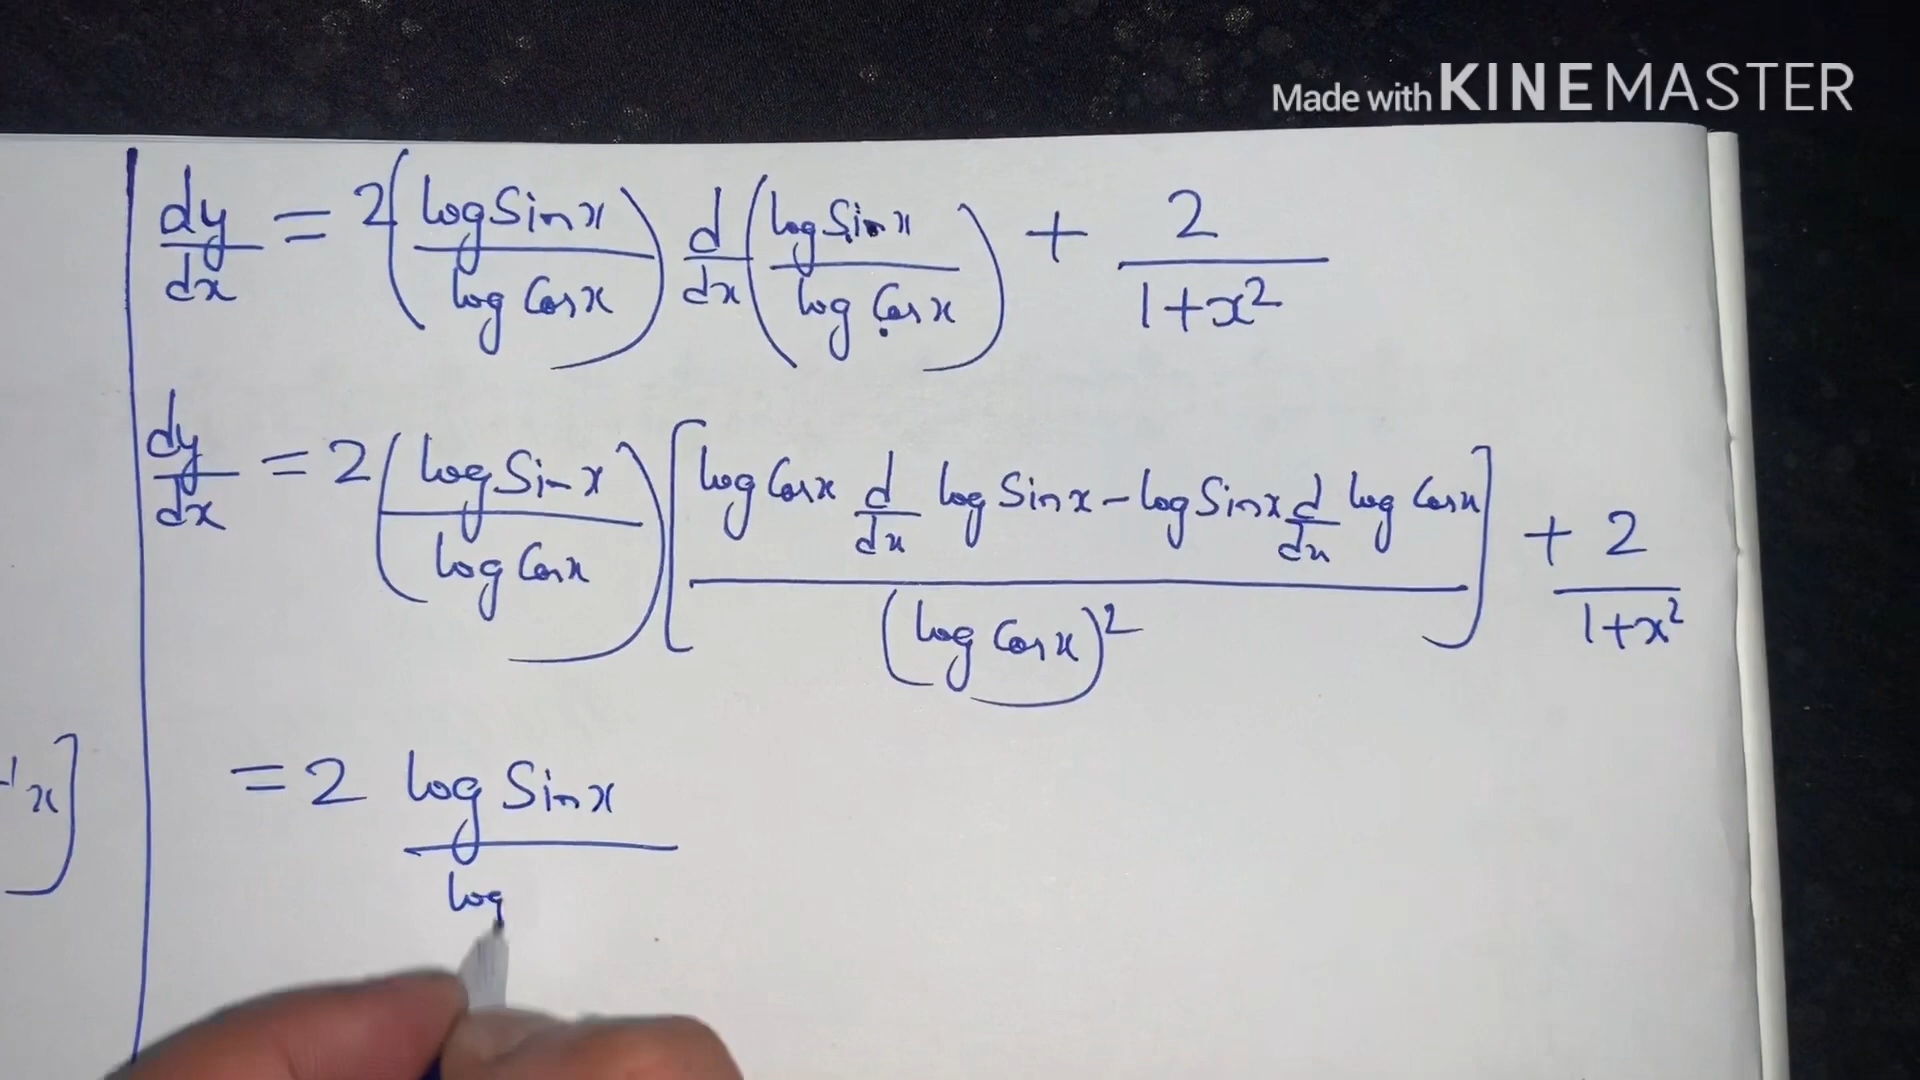 Made with KINEMASTER
dy/dx = 2(log Sin x / log Cos x) d/dx (log Sin x / log Cos x) + 2/(1+x²)
dy/dx = 2(log Sin x / log Cos x) [(log Cos x d/dx log Sin x - log Sin x d/dx log Cos x) / (log Cos x)²] + 2/(1+x²)
⁻¹x]
= 2 log Sin x / log